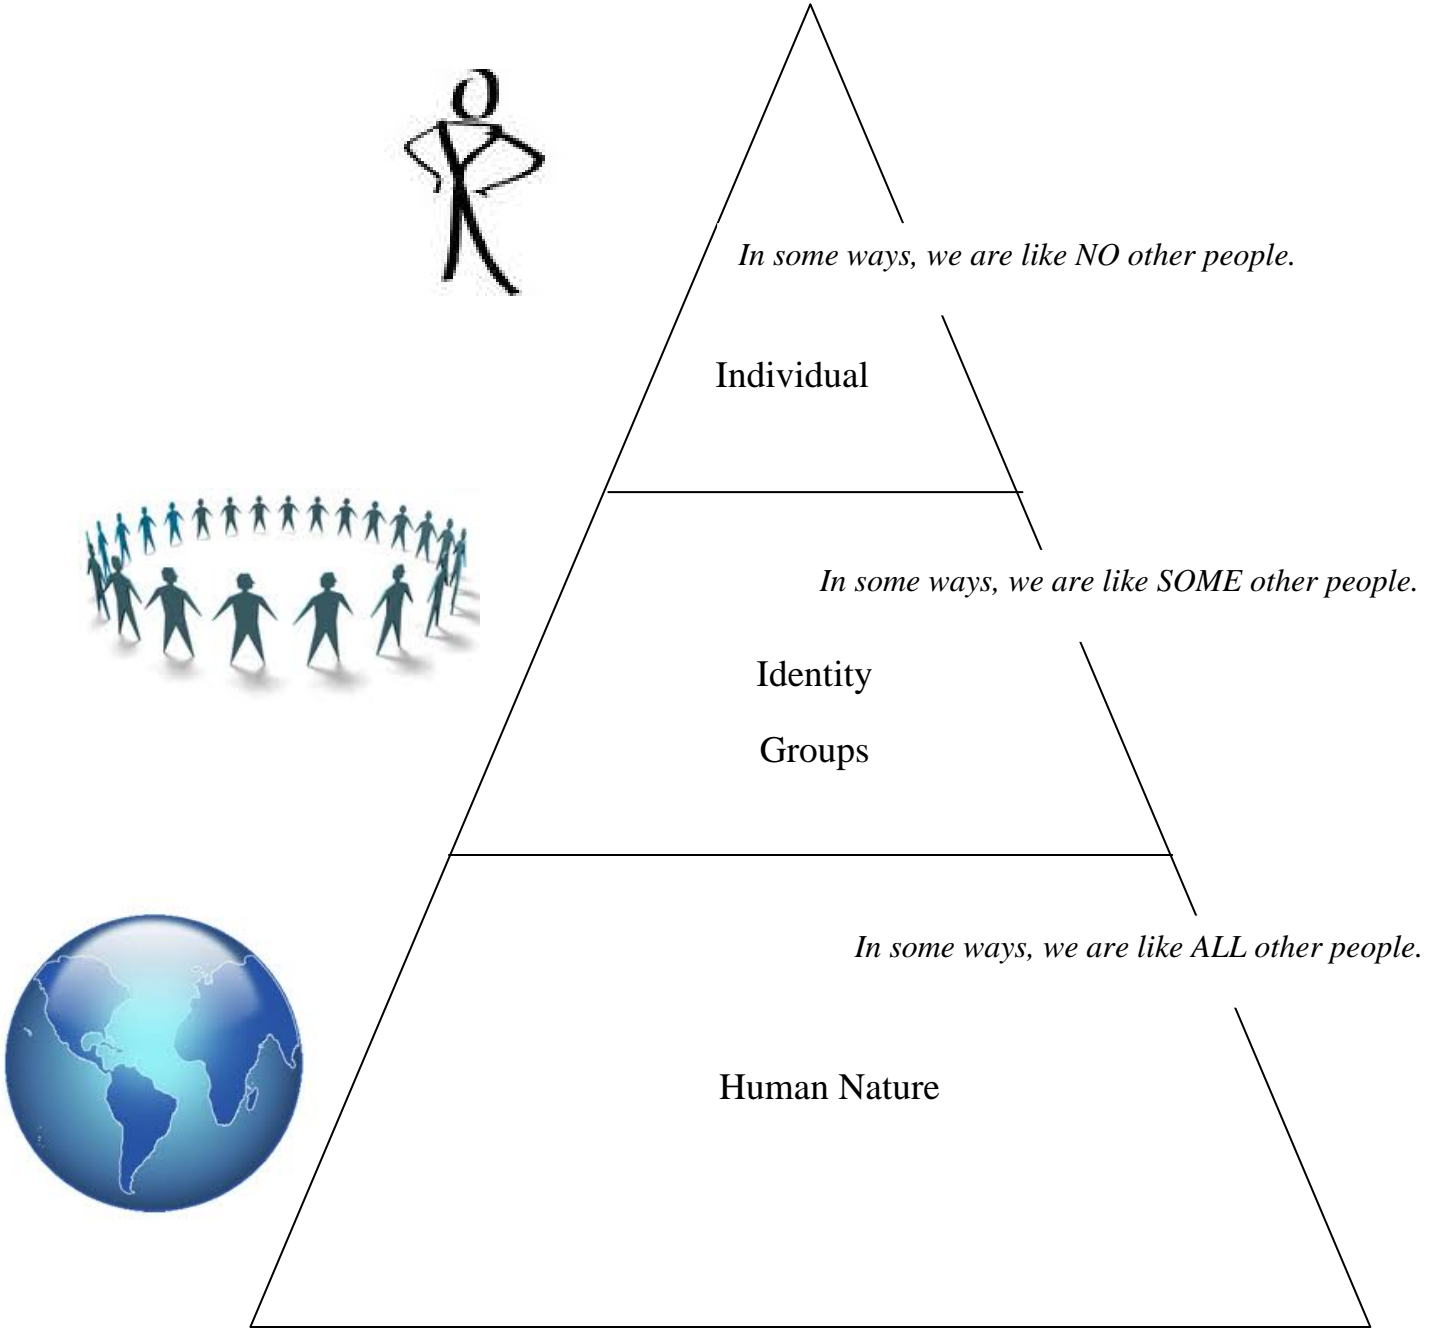 In some ways, we are like NO other people.
Individual
In some ways, we are like SOME other people.
Identity
Groups
In some ways, we are like ALL other people.
Human Nature